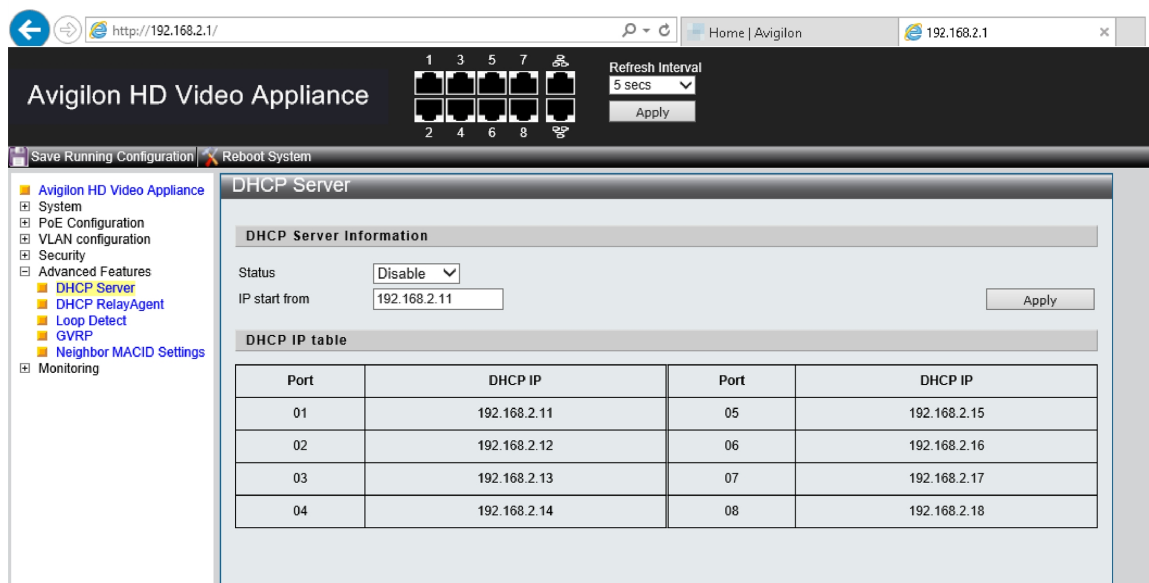 http://192.168.2.1/
Home | Avigilon
192.168.2.1
Avigilon HD Video Appliance
1 3 5 7
2 4 6 8
Refresh Interval
5 secs
Apply
Save Running Configuration
Reboot System
Avigilon HD Video Appliance
System
PoE Configuration
VLAN configuration
Security
Advanced Features
DHCP Server
DHCP RelayAgent
Loop Detect
GVRP
Neighbor MACID Settings
Monitoring
DHCP Server
DHCP Server Information
Status Disable
IP start from 192.168.2.11 Apply
DHCP IP table
Port DHCP IP Port DHCP IP
01 192.168.2.11 05 192.168.2.15
02 192.168.2.12 06 192.168.2.16
03 192.168.2.13 07 192.168.2.17
04 192.168.2.14 08 192.168.2.18